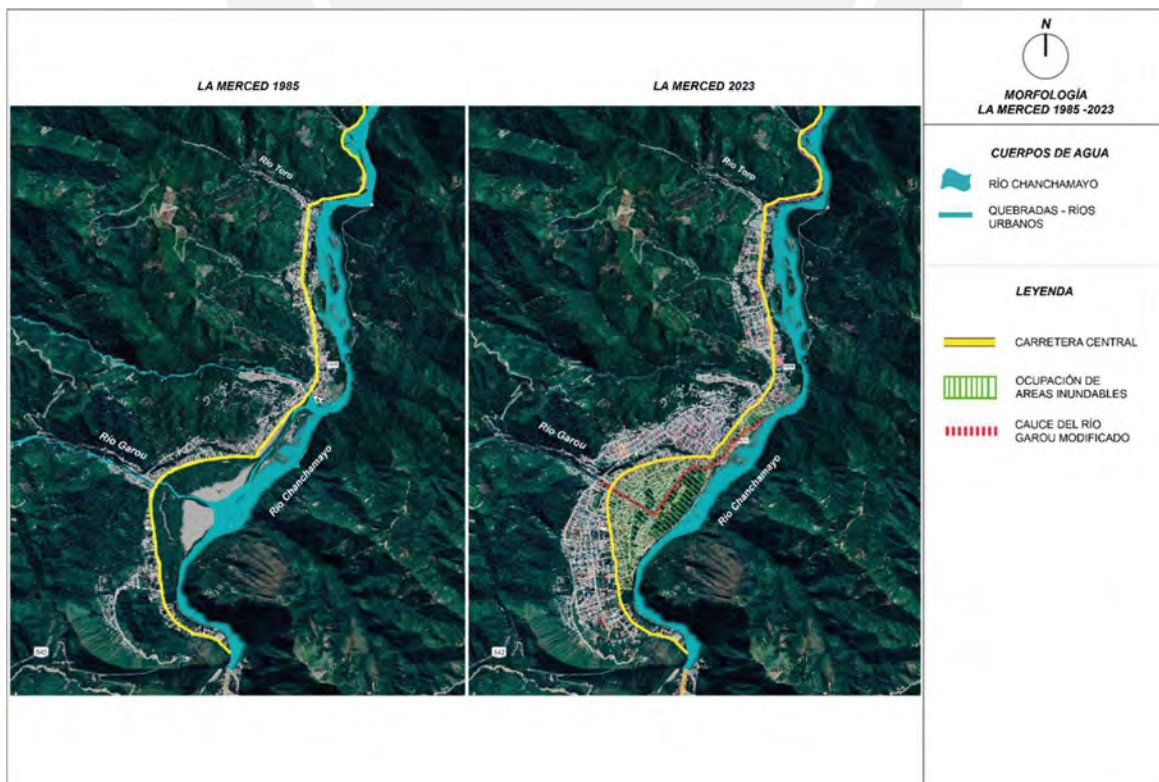 LA MERCED 1985
LA MERCED 2023
N
MORFOLOGÍA
LA MERCED 1985 -2023
CUERPOS DE AGUA
RÍO CHANCHAMAYO
QUEBRADAS - RÍOS
URBANOS
LEYENDA
CARRETERA CENTRAL
OCUPACIÓN DE
AREAS INUNDABLES
CAUCE DEL RÍO
GAROU MODIFICADO
Río Toro
Río Garou
Río Chanchamayo
Río Toro
Río Garou
Río Chanchamayo